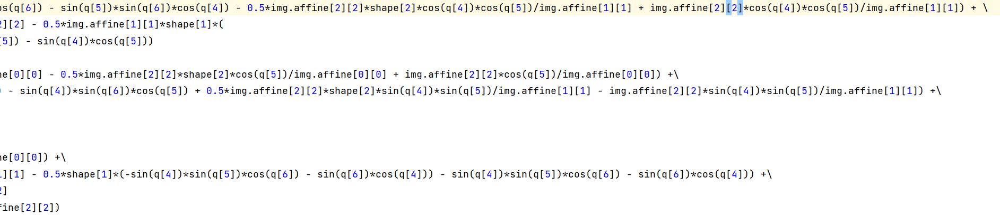 os(q[6]) - sin(q[5])*sin(q[6])*cos(q[4]) - 0.5*img.affine[2][2]*shape[2]*cos(q[4])*cos(q[5])/img.affine[1][1] + img.affine[2][2]*cos(q[4])*cos(q[5])/img.affine[1][1]) + \
2][2] - 0.5*img.affine[1][1]*shape[1]*(
[5]) - sin(q[4])*cos(q[5]))
ne[0][0] - 0.5*img.affine[2][2]*shape[2]*cos(q[5])/img.affine[0][0] + img.affine[2][2]*cos(q[5])/img.affine[0][0]) +\
) - sin(q[4])*sin(q[6])*cos(q[5]) + 0.5*img.affine[2][2]*shape[2]*sin(q[4])*sin(q[5])/img.affine[1][1] - img.affine[2][2]*sin(q[4])*sin(q[5])/img.affine[1][1]) +\
ne[0][0]) +\
1][1] - 0.5*shape[1]*(-sin(q[4])*sin(q[5])*cos(q[6]) - sin(q[6])*cos(q[4])) - sin(q[4])*sin(q[5])*cos(q[6]) - sin(q[6])*cos(q[4])) +\
2]
fine[2][2])